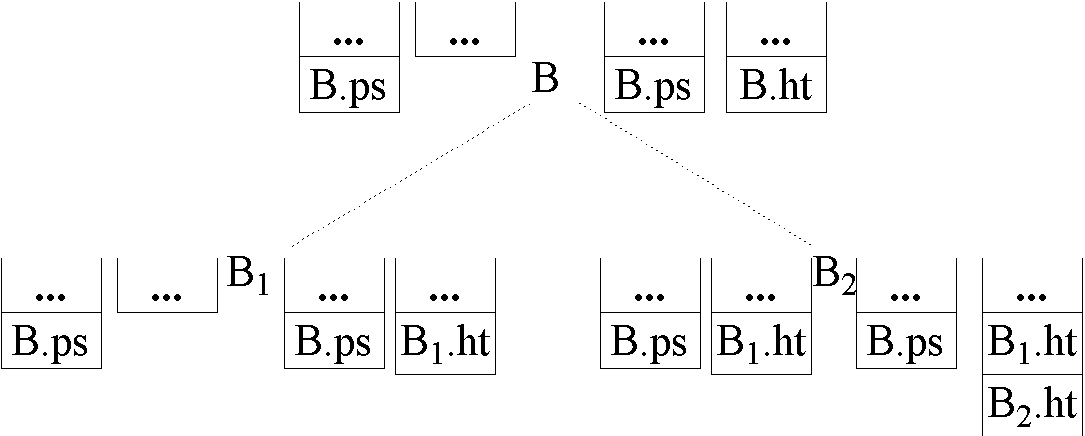 ... ... ... ...
B.ps B B.ps B.ht
... ... B₁ ... ... ... ... B₂ ... ...
B.ps B.ps B₁.ht B.ps B₁.ht B.ps B₁.ht
B₂.ht